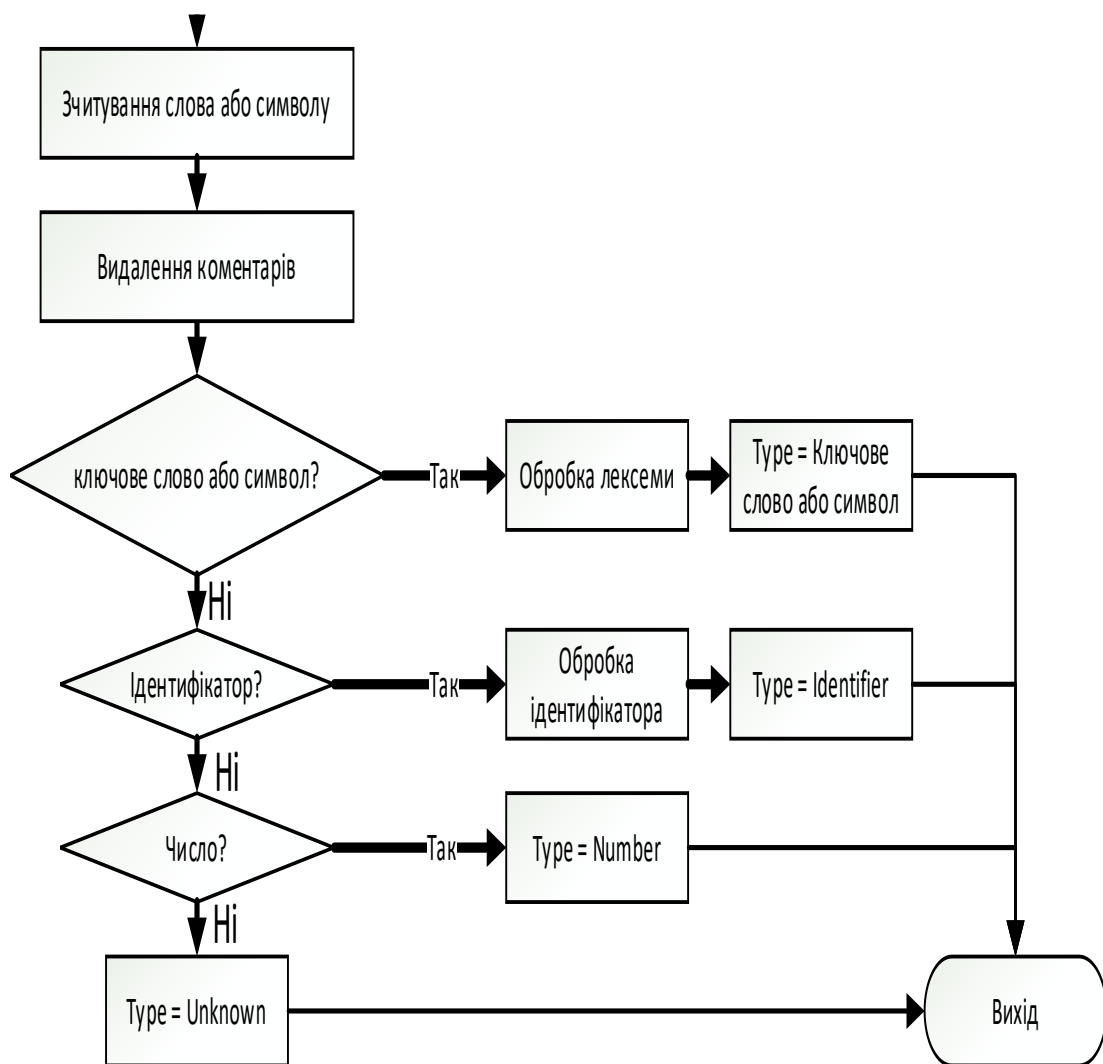 Зчитування слова або символу
Видалення коментарів
ключове слово або символ?
Так
Обробка лексеми
Type = Ключове
слово або символ
Ні
Ідентифікатор?
Так
Обробка
ідентифікатора
Type = Identifier
Ні
Число?
Так
Type = Number
Ні
Type = Unknown
Вихід